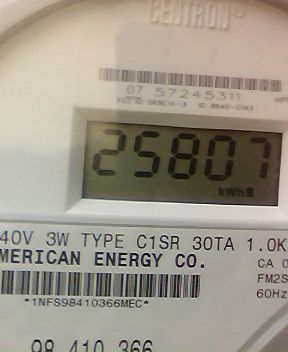 CENTRON®
07 57245311
25807
kWh
40V 3W TYPE C1SR 30TA 1.0K
MERICAN ENERGY CO.
CA 0
FM2S
*1NFS98410366MEC*
60Hz
98 410 366